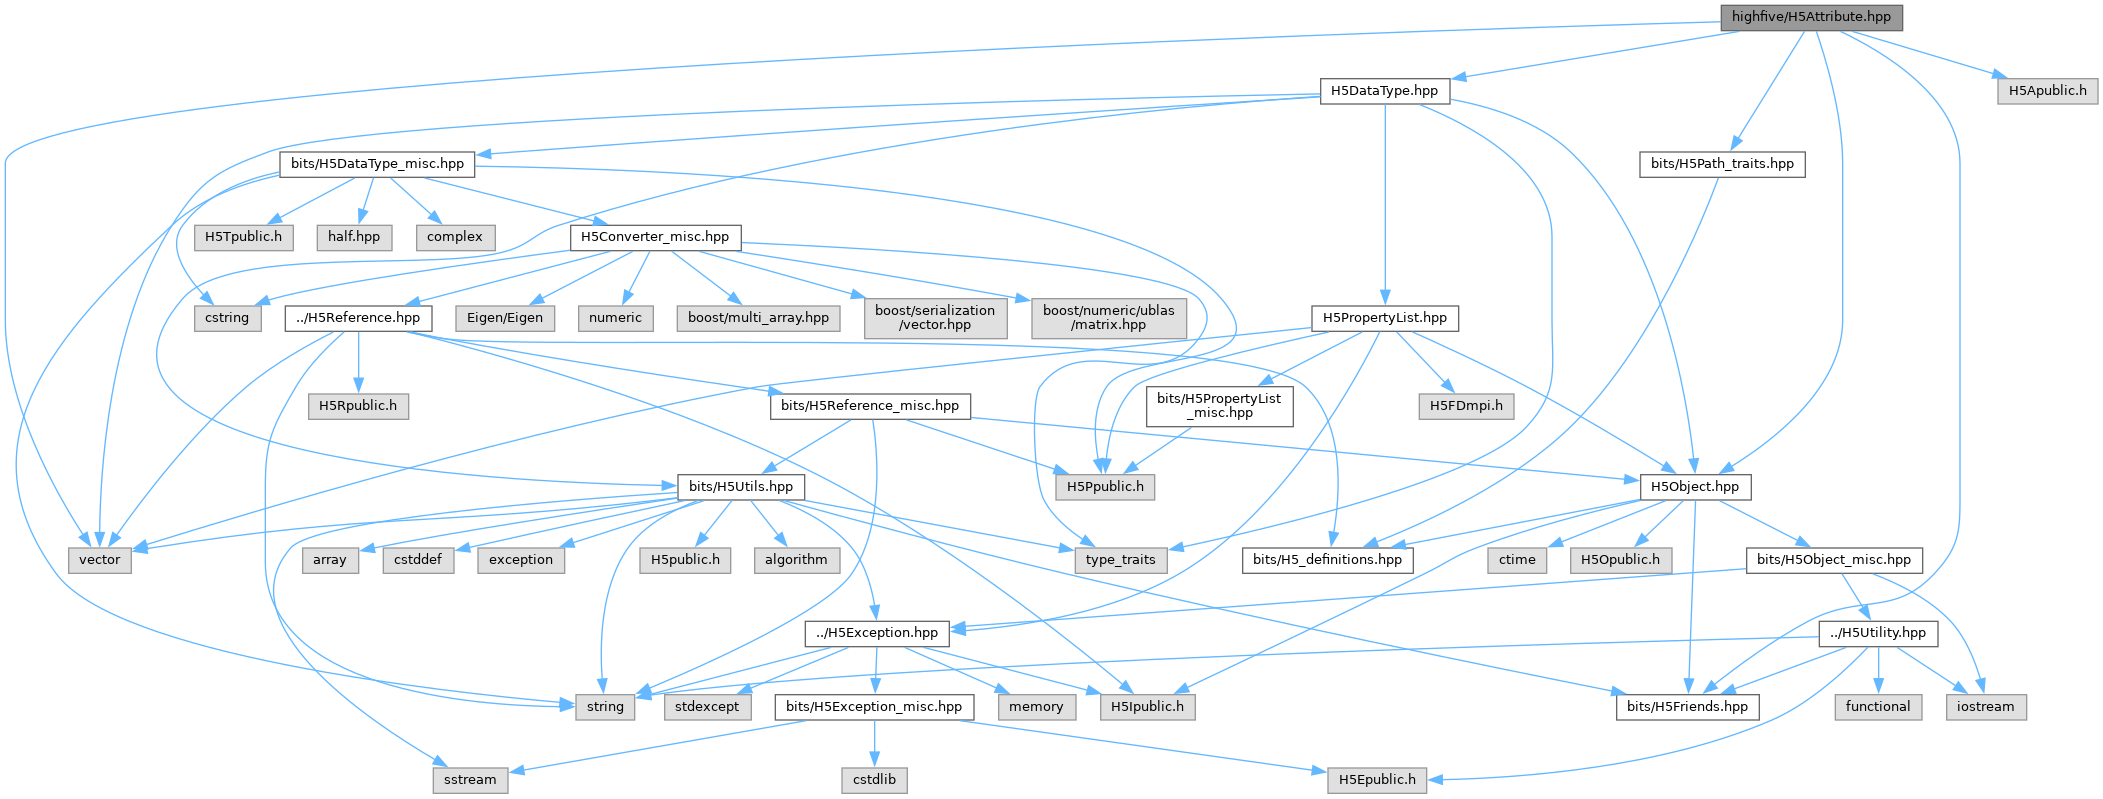 highfive/H5Attribute.hpp
H5DataType.hpp
H5Apublic.h
bits/H5DataType_misc.hpp
bits/H5Path_traits.hpp
H5Tpublic.h
half.hpp
complex
H5Converter_misc.hpp
cstring
../H5Reference.hpp
Eigen/Eigen
numeric
boost/multi_array.hpp
boost/serialization
/vector.hpp
boost/numeric/ublas
/matrix.hpp
H5PropertyList.hpp
H5Rpublic.h
bits/H5Reference_misc.hpp
bits/H5PropertyList
_misc.hpp
H5FDmpi.h
bits/H5Utils.hpp
H5Ppublic.h
H5Object.hpp
vector
array
cstddef
exception
H5public.h
algorithm
type_traits
bits/H5_definitions.hpp
ctime
H5Opublic.h
bits/H5Object_misc.hpp
../H5Exception.hpp
../H5Utility.hpp
string
stdexcept
bits/H5Exception_misc.hpp
memory
H5Ipublic.h
bits/H5Friends.hpp
functional
iostream
sstream
cstdlib
H5Epublic.h